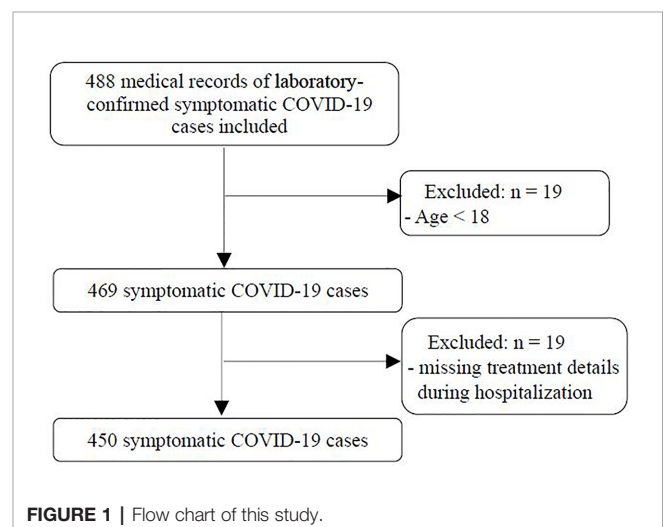 488 medical records of laboratory-
confirmed symptomatic COVID-19
cases included
Excluded: n = 19
- Age < 18
469 symptomatic COVID-19 cases
Excluded: n = 19
- missing treatment details
during hospitalization
450 symptomatic COVID-19 cases
FIGURE 1 | Flow chart of this study.